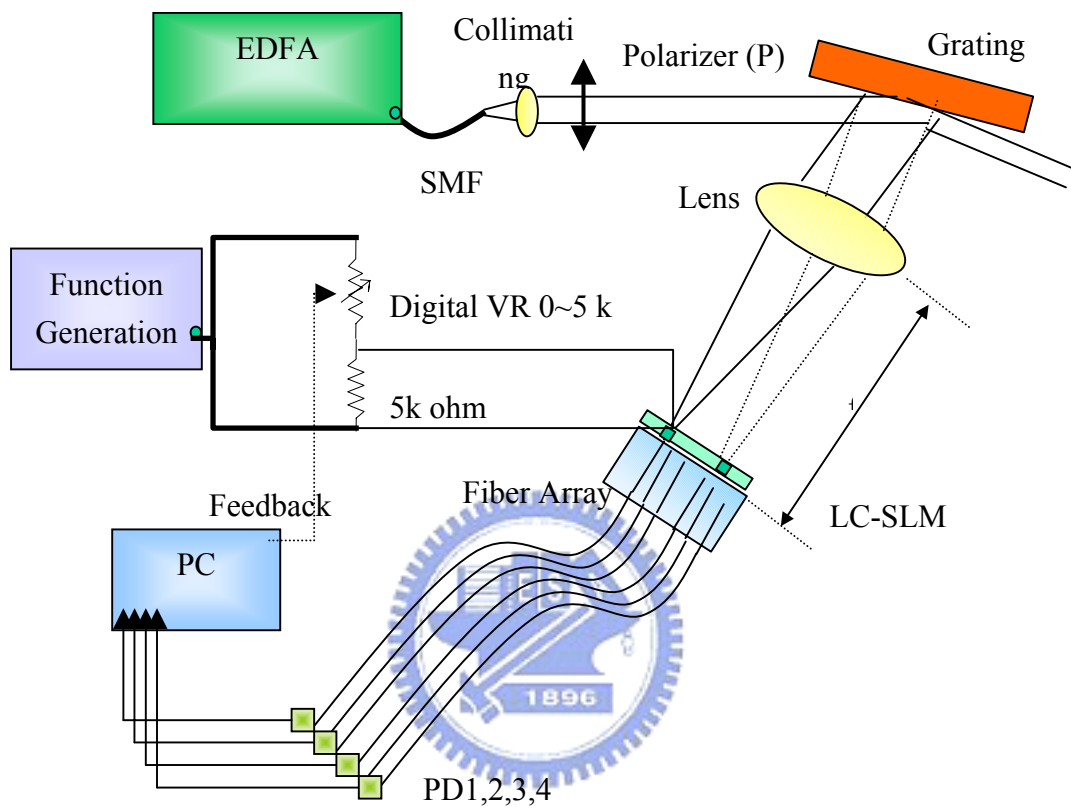 EDFA
Collimati
ng
Polarizer (P)
Grating
SMF
Lens
Function
Generation
Digital VR 0~5 k
5k ohm
Feedback
Fiber Array
LC-SLM
PC
1896
PD1,2,3,4